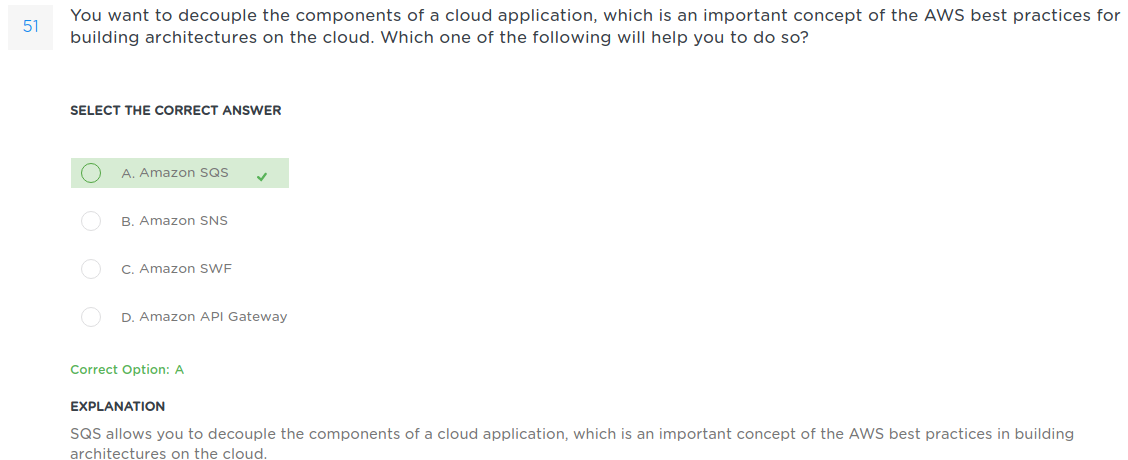 51
You want to decouple the components of a cloud application, which is an important concept of the AWS best practices for
building architectures on the cloud. Which one of the following will help you to do so?
SELECT THE CORRECT ANSWER
A. Amazon SQS
B. Amazon SNS
C. Amazon SWF
D. Amazon API Gateway
Correct Option: A
EXPLANATION
SQS allows you to decouple the components of a cloud application, which is an important concept of the AWS best practices in building
architectures on the cloud.